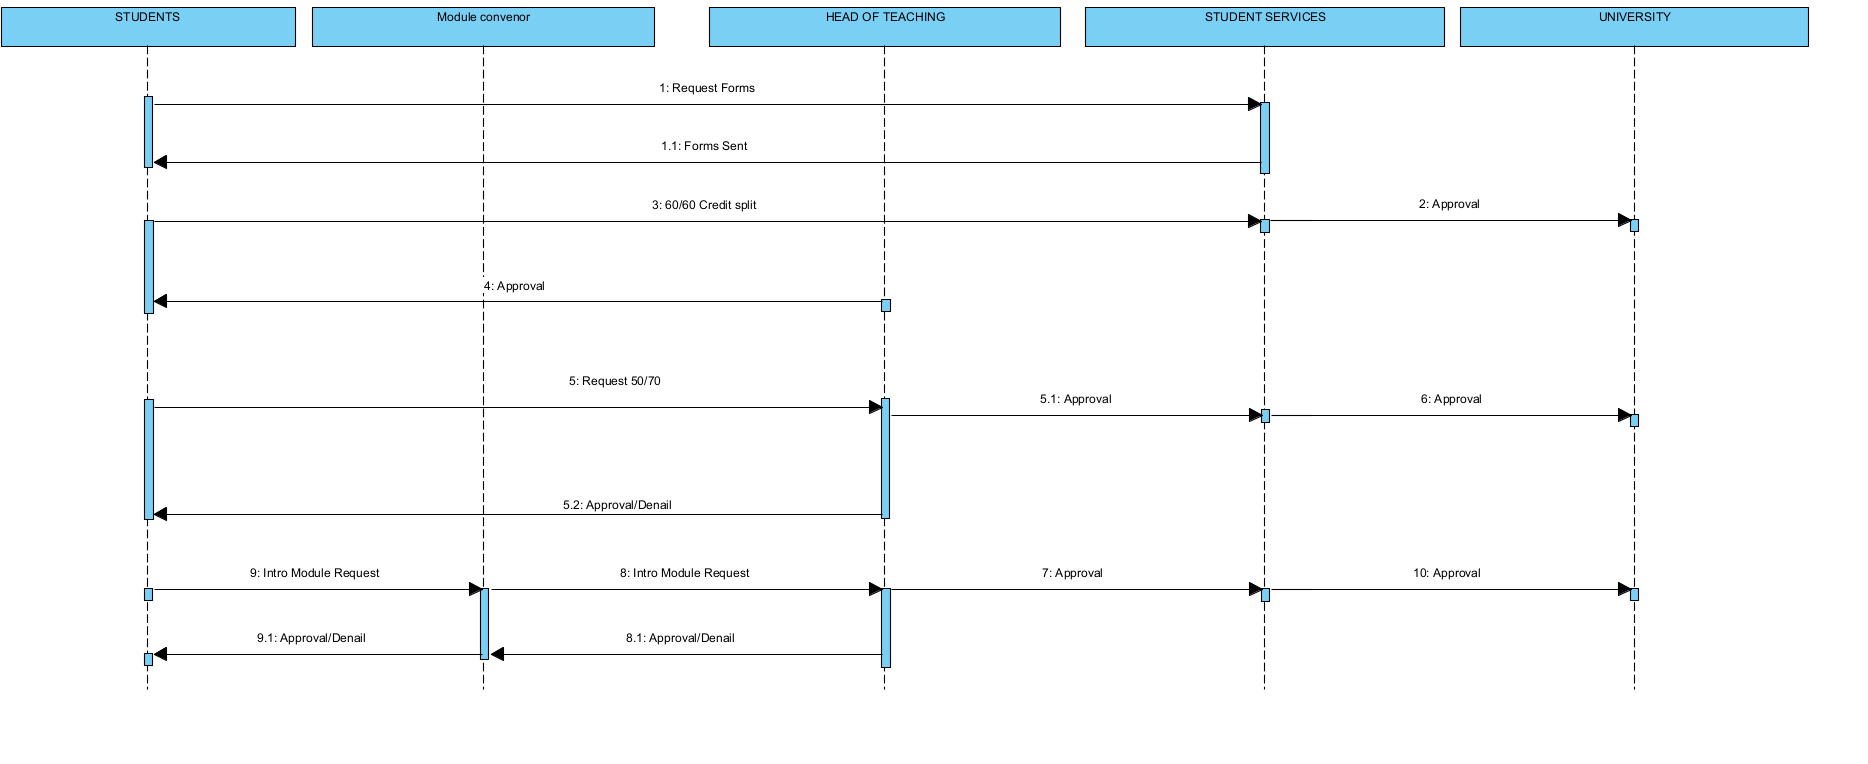 STUDENTS
Module convenor
HEAD OF TEACHING
STUDENT SERVICES
UNIVERSITY
1: Request Forms
1.1: Forms Sent
3: 60/60 Credit split
2: Approval
4: Approval
5: Request 50/70
5.1: Approval
6: Approval
5.2: Approval/Denail
9: Intro Module Request
8: Intro Module Request
7: Approval
10: Approval
9.1: Approval/Denail
8.1: Approval/Denail